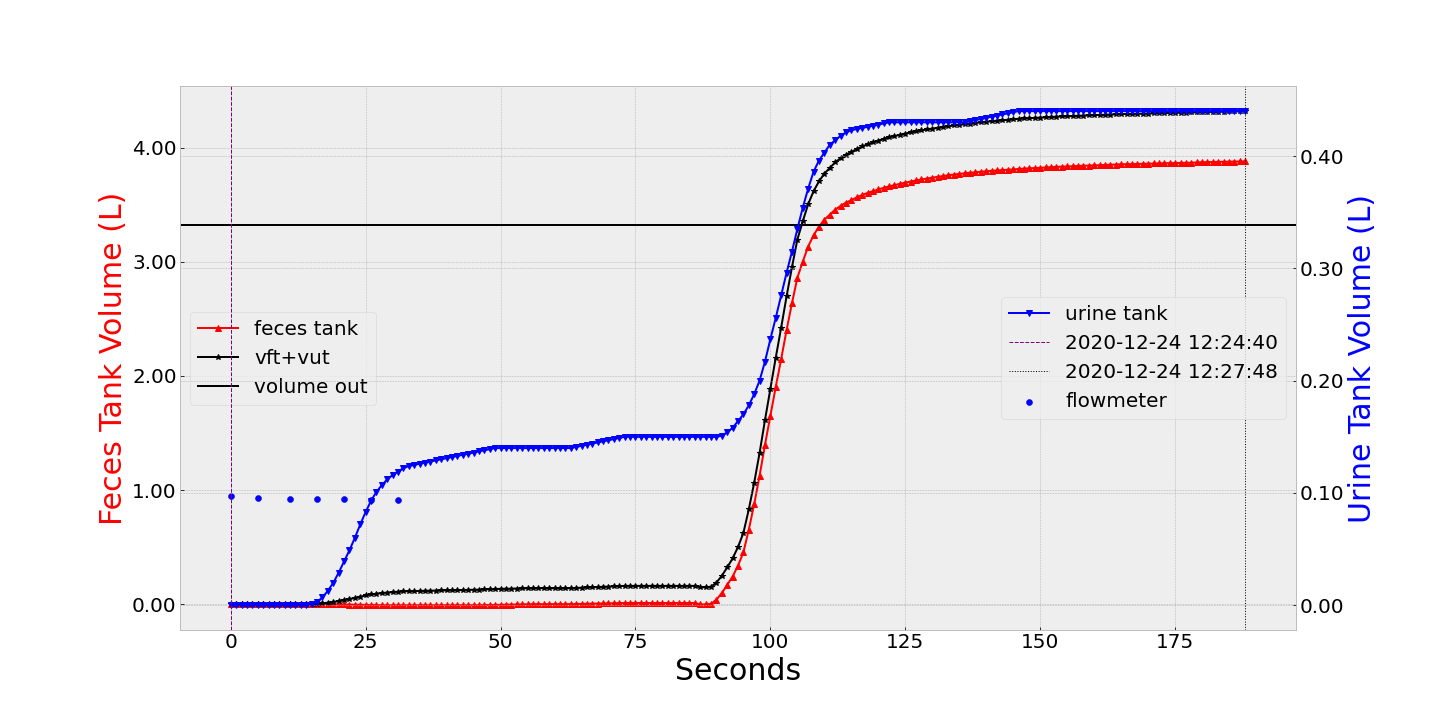 Feces Tank Volume (L)
4.00
3.00
2.00
1.00
0.00
feces tank
vft+vut
volume out
0 25 50 75 100 125 150 175
Seconds
urine tank
2020-12-24 12:24:40
2020-12-24 12:27:48
flowmeter
0.40
0.30
0.20
0.10
0.00
Urine Tank Volume (L)